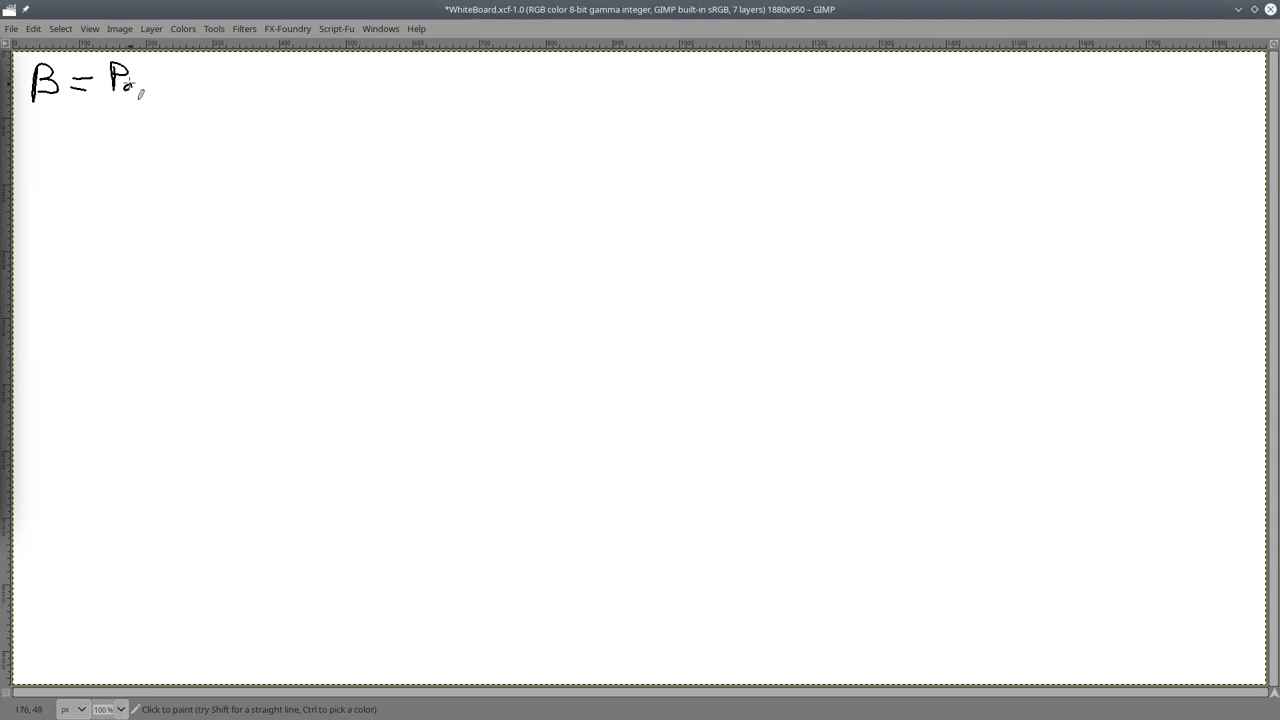 *WhiteBoard.xcf-1.0 (RGB color 8-bit gamma integer, GIMP built-in sRGB, 7 layers) 1880x950 – GIMP
File Edit Select View Image Layer Colors Tools Filters FX-Foundry Script-Fu Windows Help
B = P
176, 49 px 100 % Click to paint (try Shift for a straight line, Ctrl to pick a color)